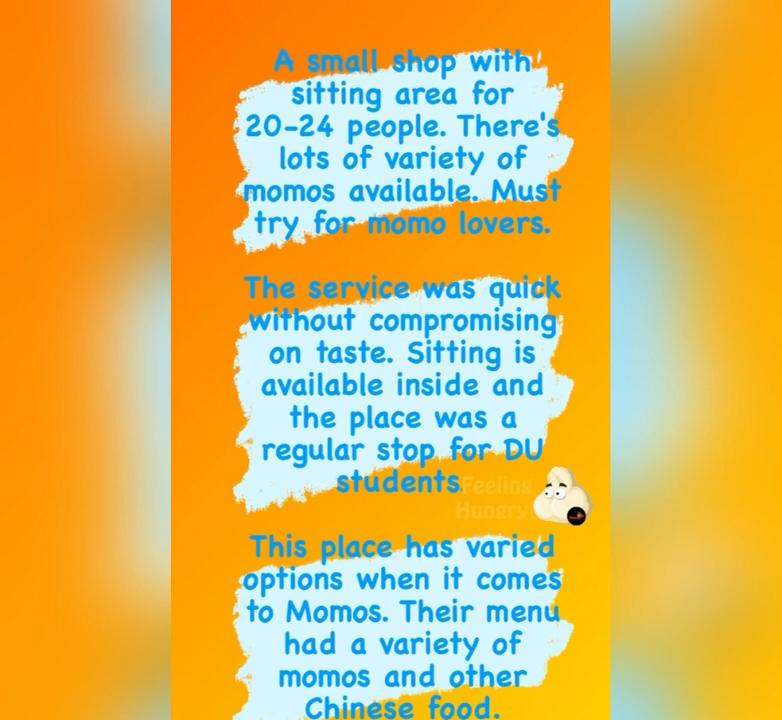 A small shop with
sitting area for
20-24 people. There's
lots of variety of
momos available. Must
try for momo lovers.
The service was quick
without compromising
on taste. Sitting is
available inside and
the place was a
regular stop for DU
students
Feeling
Hungry
This place has varied
options when it comes
to Momos. Their menu
had a variety of
momos and other
Chinese food.